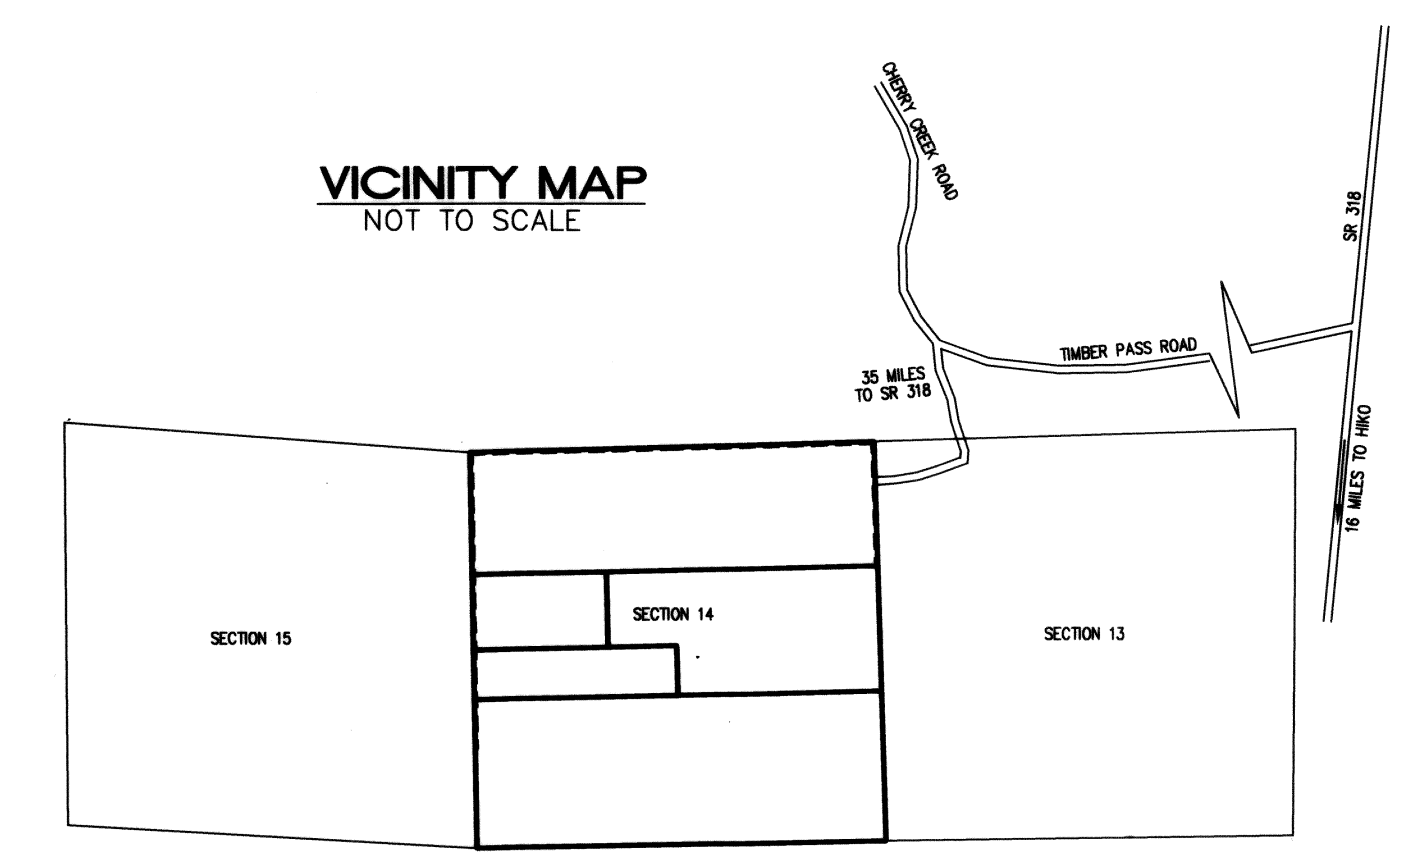 VICINITY MAP
NOT TO SCALE
CHERRY CREEK ROAD
SR 318
TIMBER PASS ROAD
35 MILES
TO SR 318
16 MILES TO HIKO
SECTION 15
SECTION 14
SECTION 13